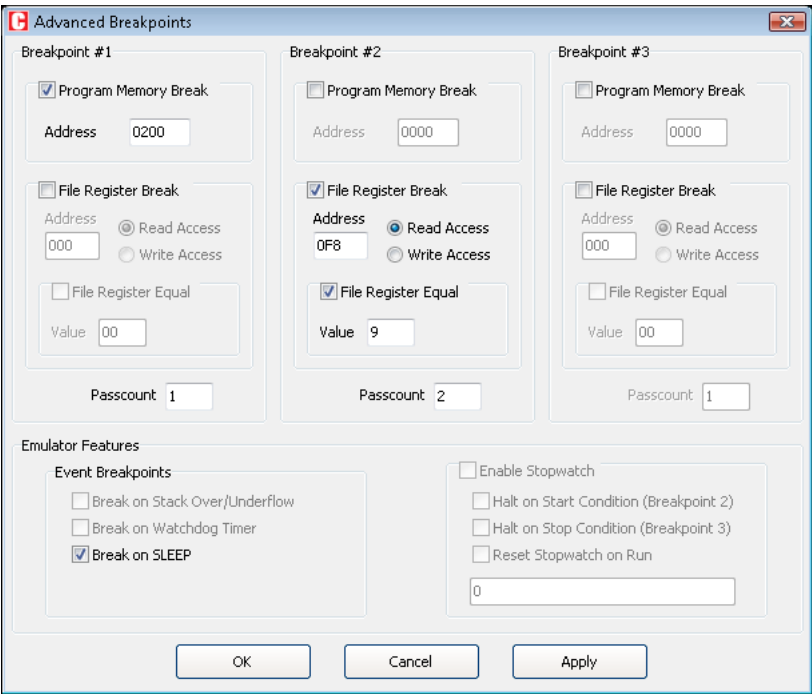 Advanced Breakpoints
Breakpoint #1
Program Memory Break
Address 0200
File Register Break
Address
000
Read Access
Write Access
File Register Equal
Value 00
Passcount 1
Breakpoint #2
Program Memory Break
Address 0000
File Register Break
Address
0F8
Read Access
Write Access
File Register Equal
Value 9
Passcount 2
Breakpoint #3
Program Memory Break
Address 0000
File Register Break
Address
000
Read Access
Write Access
File Register Equal
Value 00
Passcount 1
Emulator Features
Event Breakpoints
Break on Stack Over/Underflow
Break on Watchdog Timer
Break on SLEEP
Enable Stopwatch
Halt on Start Condition (Breakpoint 2)
Halt on Stop Condition (Breakpoint 3)
Reset Stopwatch on Run
0
OK Cancel Apply